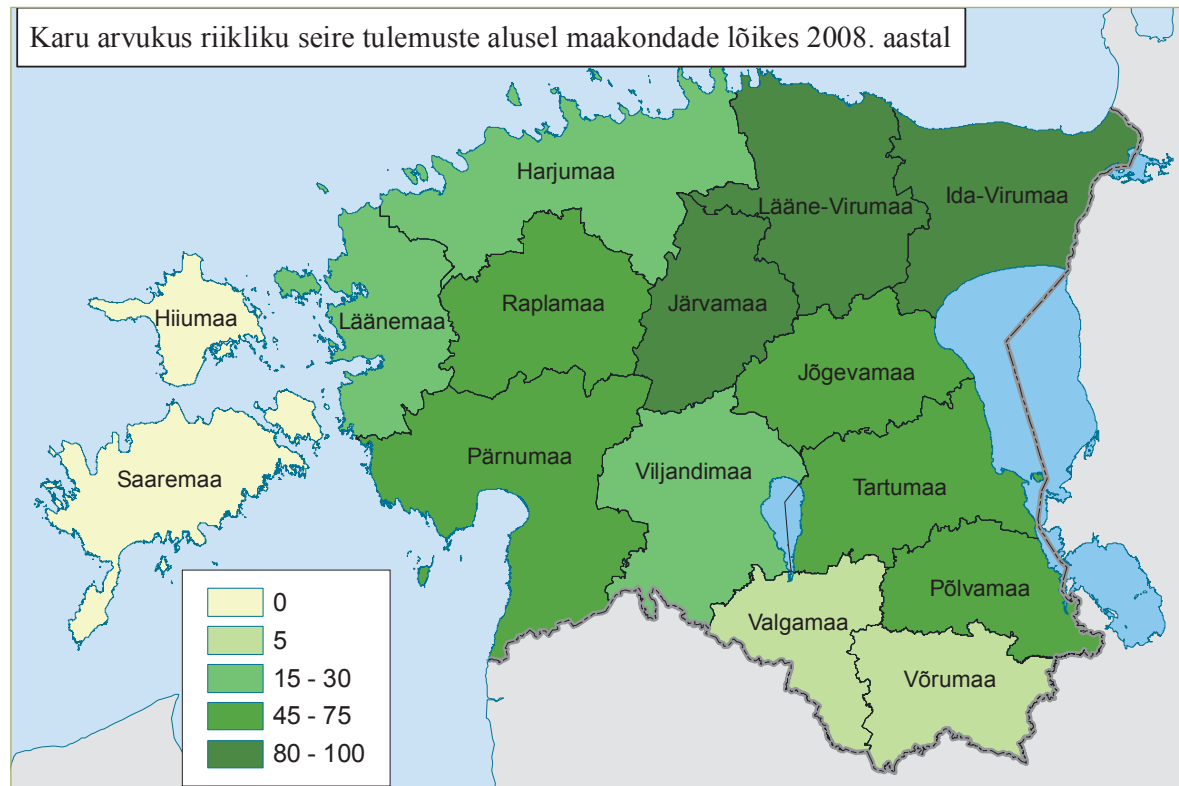 Karu arvukus riikliku seire tulemuste alusel maakondade lõikes 2008. aastal
Harjumaa
Lääne-Virumaa
Ida-Virumaa
Hiiumaa
Läänemaa
Raplamaa
Järvamaa
Jõgevamaa
Saaremaa
Pärnumaa
Viljandimaa
Tartumaa
Põlvamaa
Valgamaa
Võrumaa
0
5
15 - 30
45 - 75
80 - 100